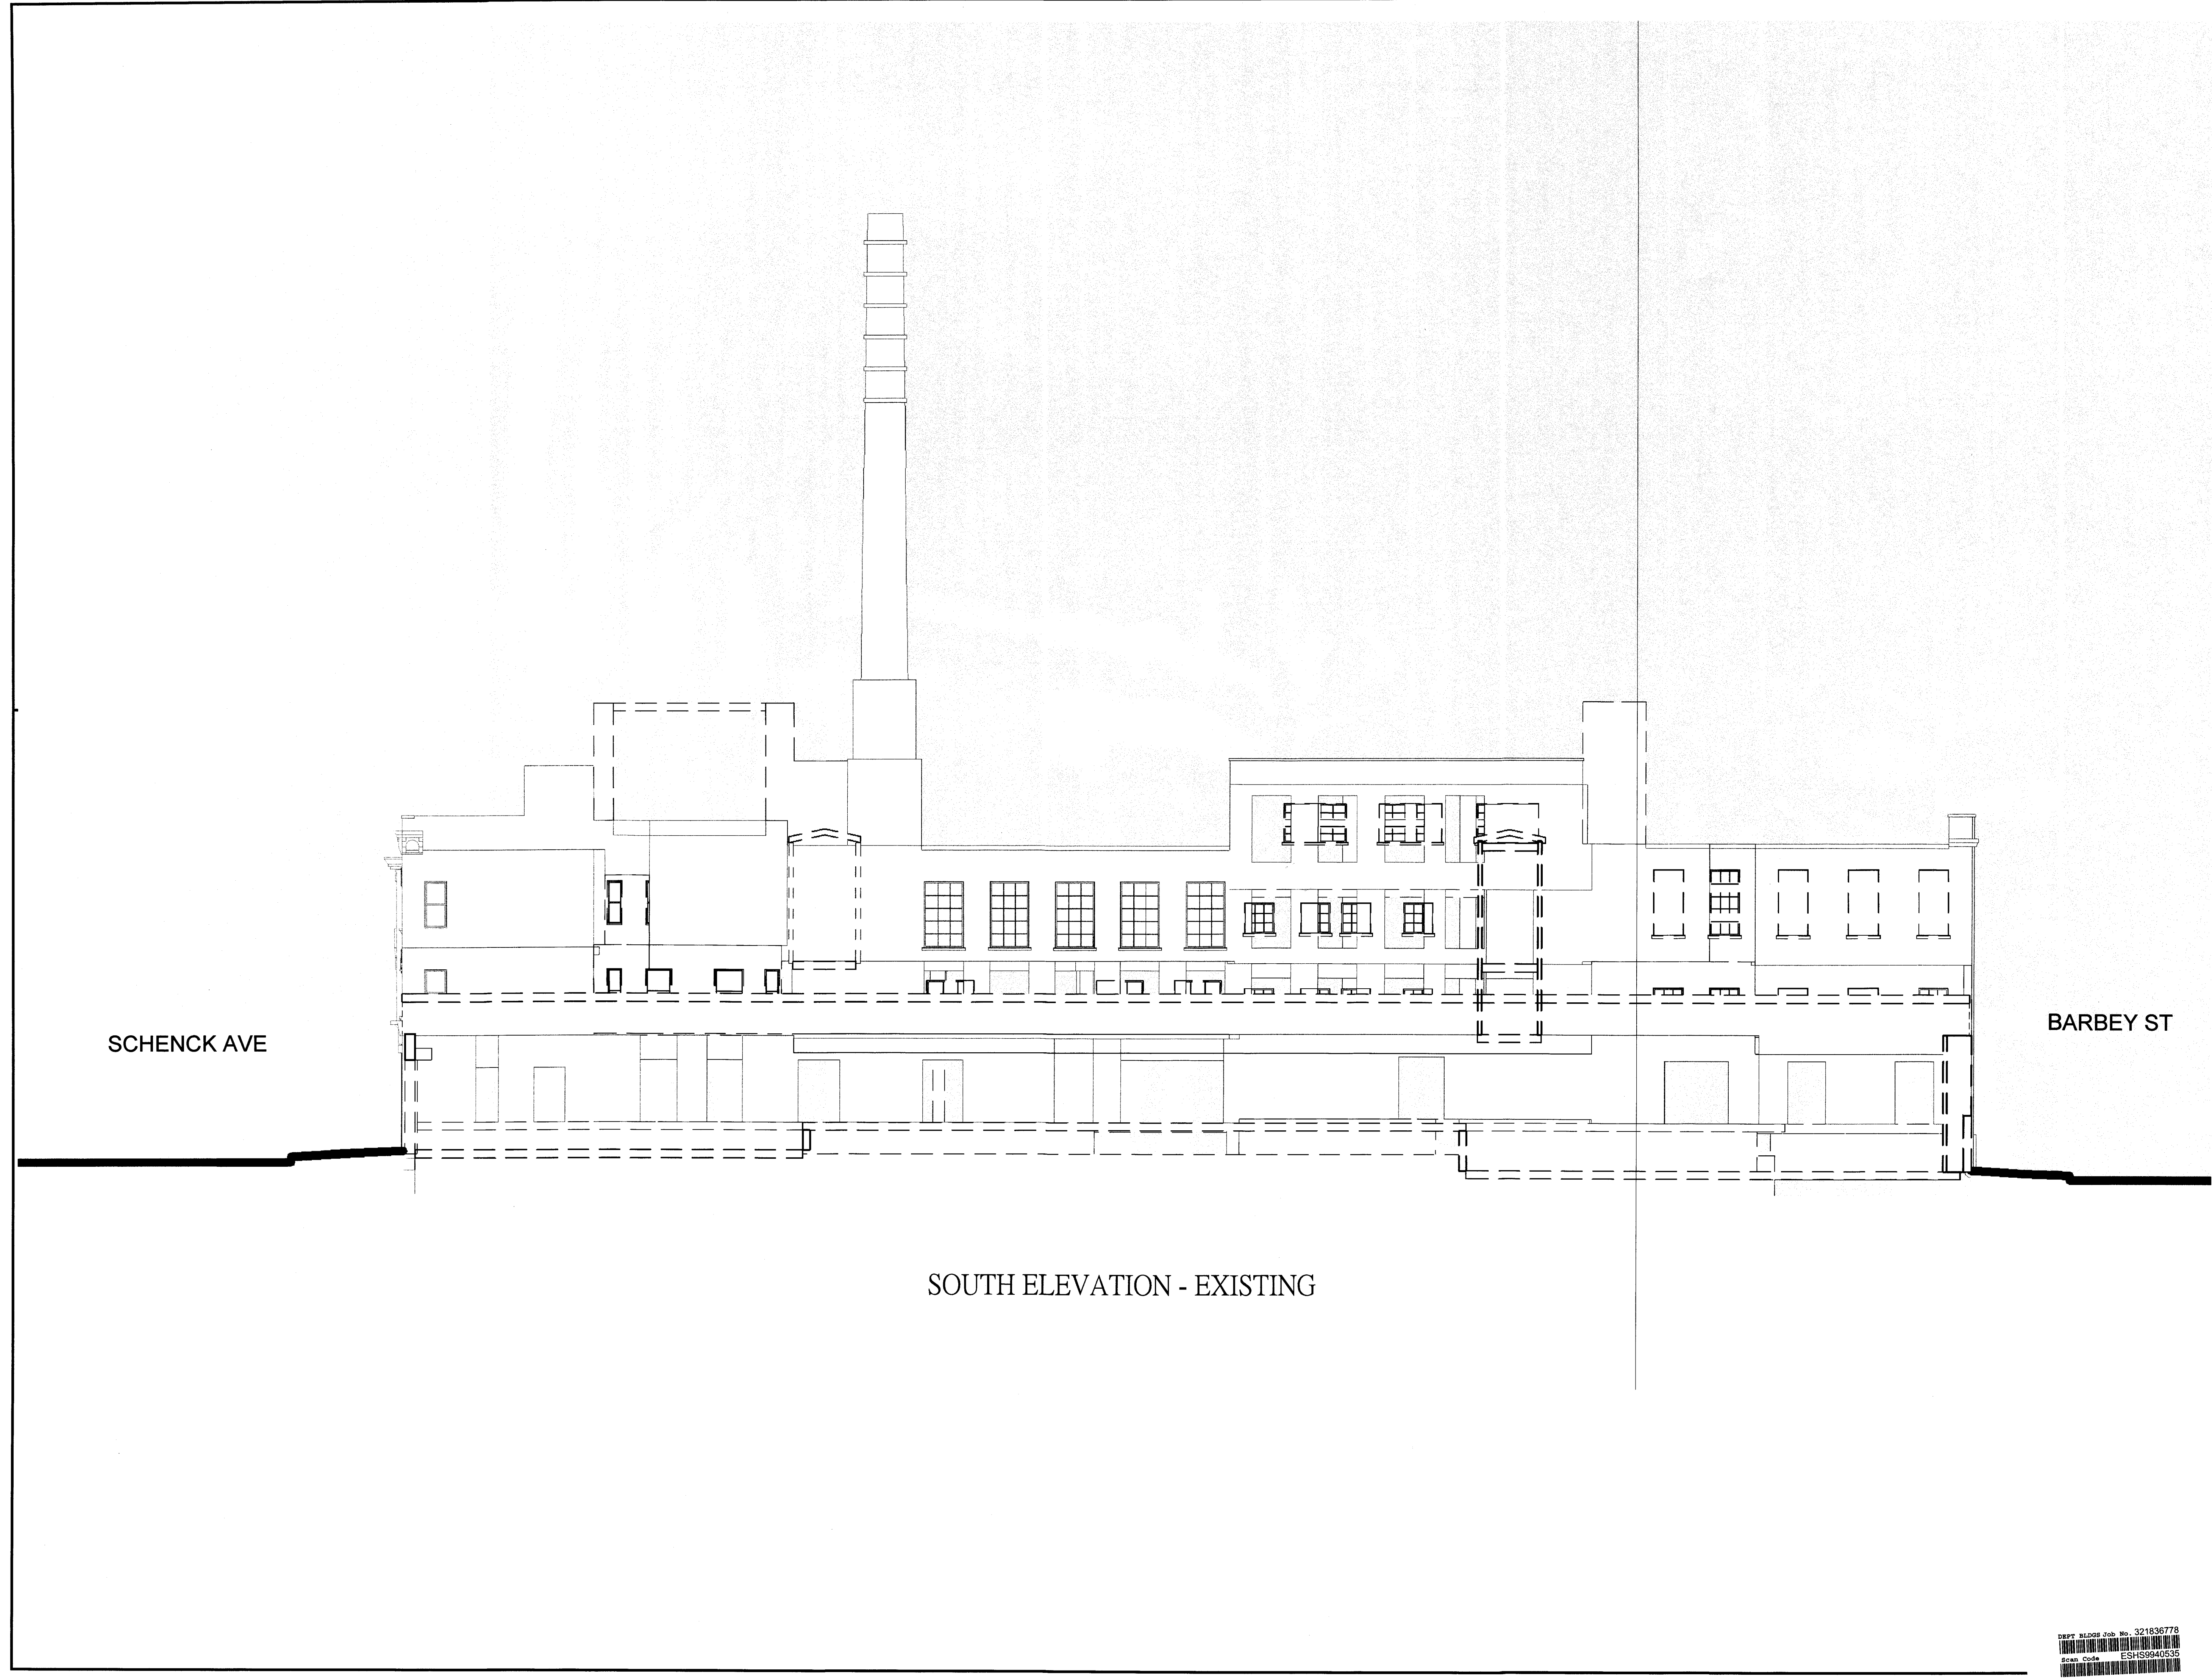 SCHENCK AVE
BARBEY ST
SOUTH ELEVATION - EXISTING
DEPT BLDGS Job No. 321836778
Scan Code ESHS9940535